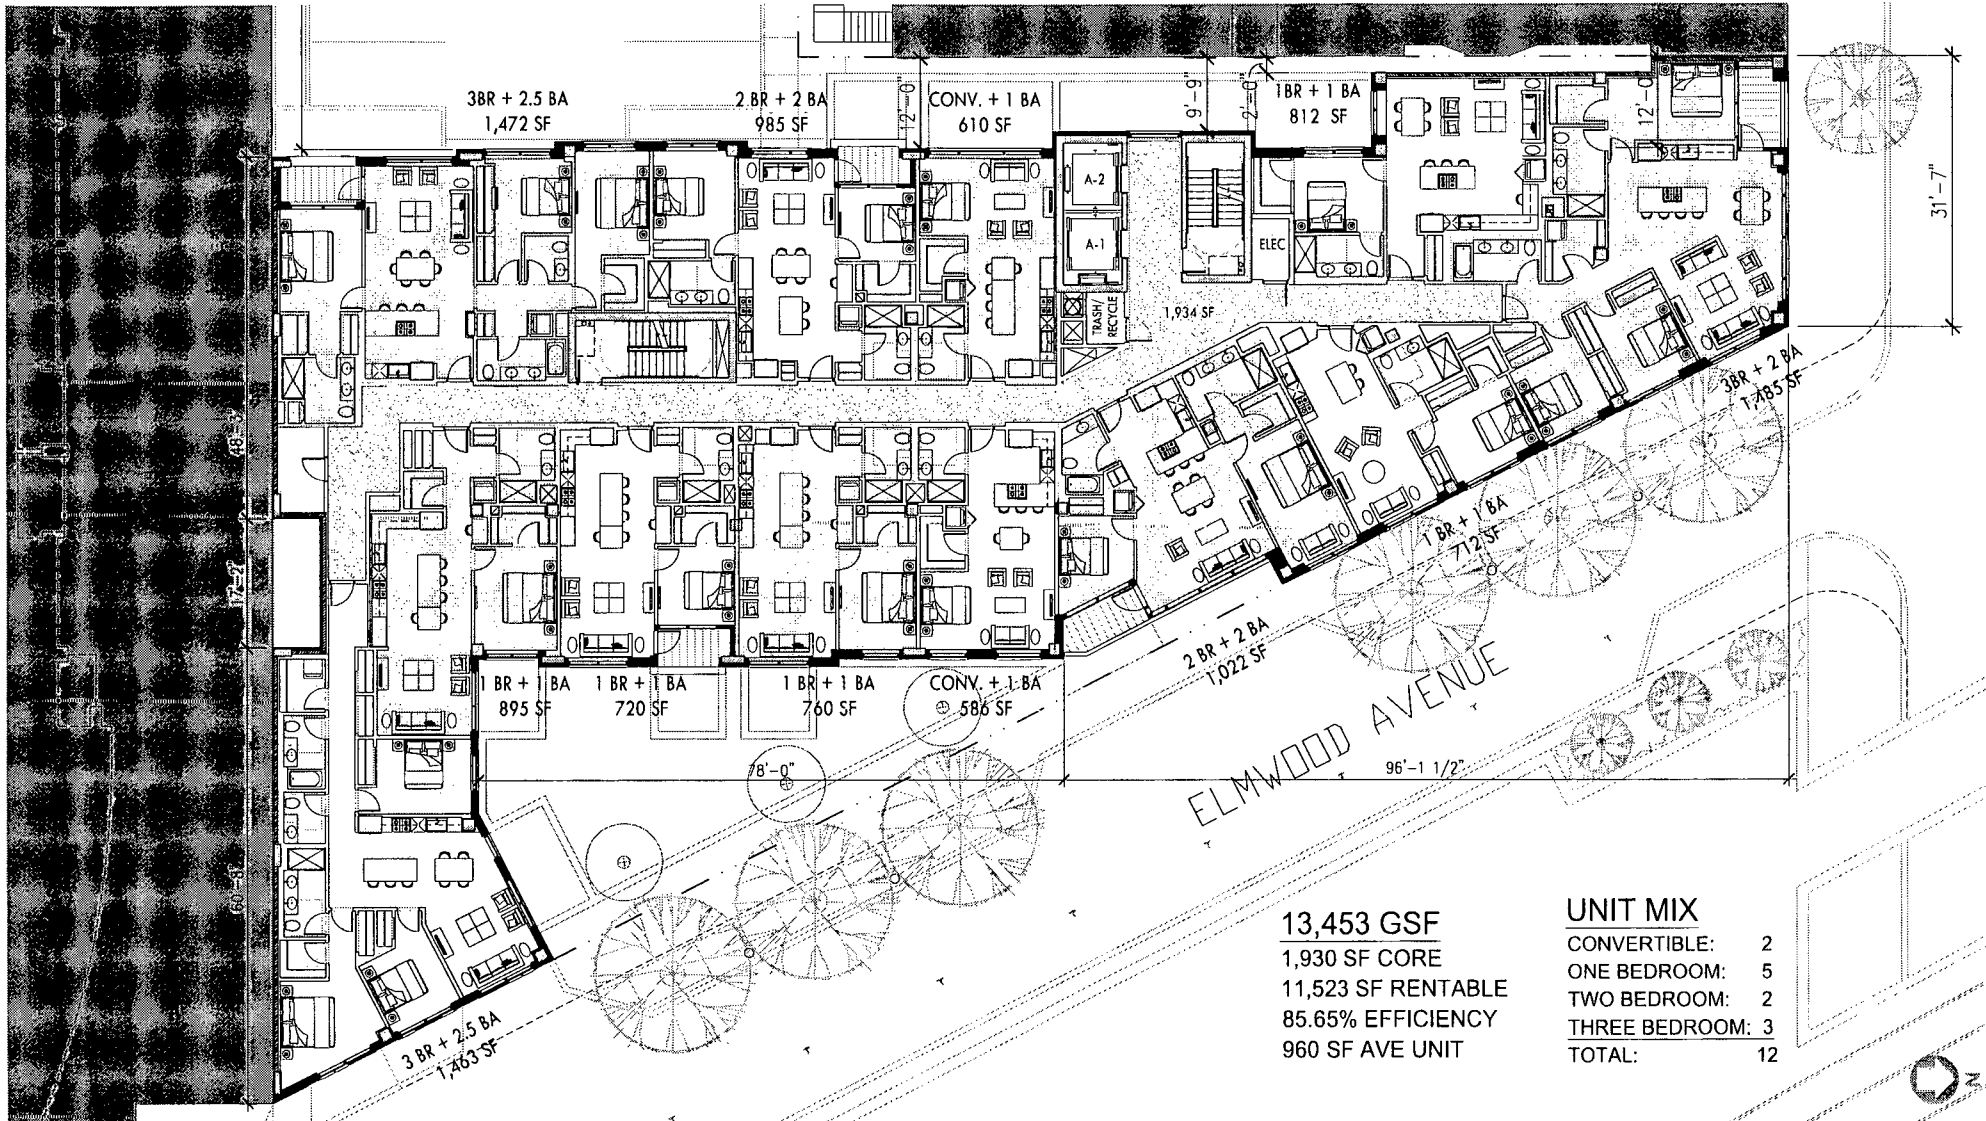 3BR + 2.5 BA
1,472 SF
2 BR + 2 BA
985 SF
12'-0"
CONV. + 1 BA
610 SF
9'-9"
2'-0"
1BR + 1 BA
812 SF
12'-0
31'-7"
A-2
A-1
ELEC
TRASH/
RECYCLE
1,934 SF
48'-3"
17'-2"
60'-8"
3BR + 2 BA
1,485 SF
1 BR + 1 BA
712 SF
2 BR + 2 BA
1,022 SF
1 BR + 1 BA
895 SF
1 BR + 1 BA
720 SF
1 BR + 1 BA
760 SF
CONV. + 1 BA
586 SF
78'-0"
96'-1 1/2"
ELMWOOD AVENUE
3 BR + 2.5 BA
1,463 SF
13,453 GSF
1,930 SF CORE
11,523 SF RENTABLE
85.65% EFFICIENCY
960 SF AVE UNIT
UNIT MIX
CONVERTIBLE: 2
ONE BEDROOM: 5
TWO BEDROOM: 2
THREE BEDROOM: 3
TOTAL: 12
N